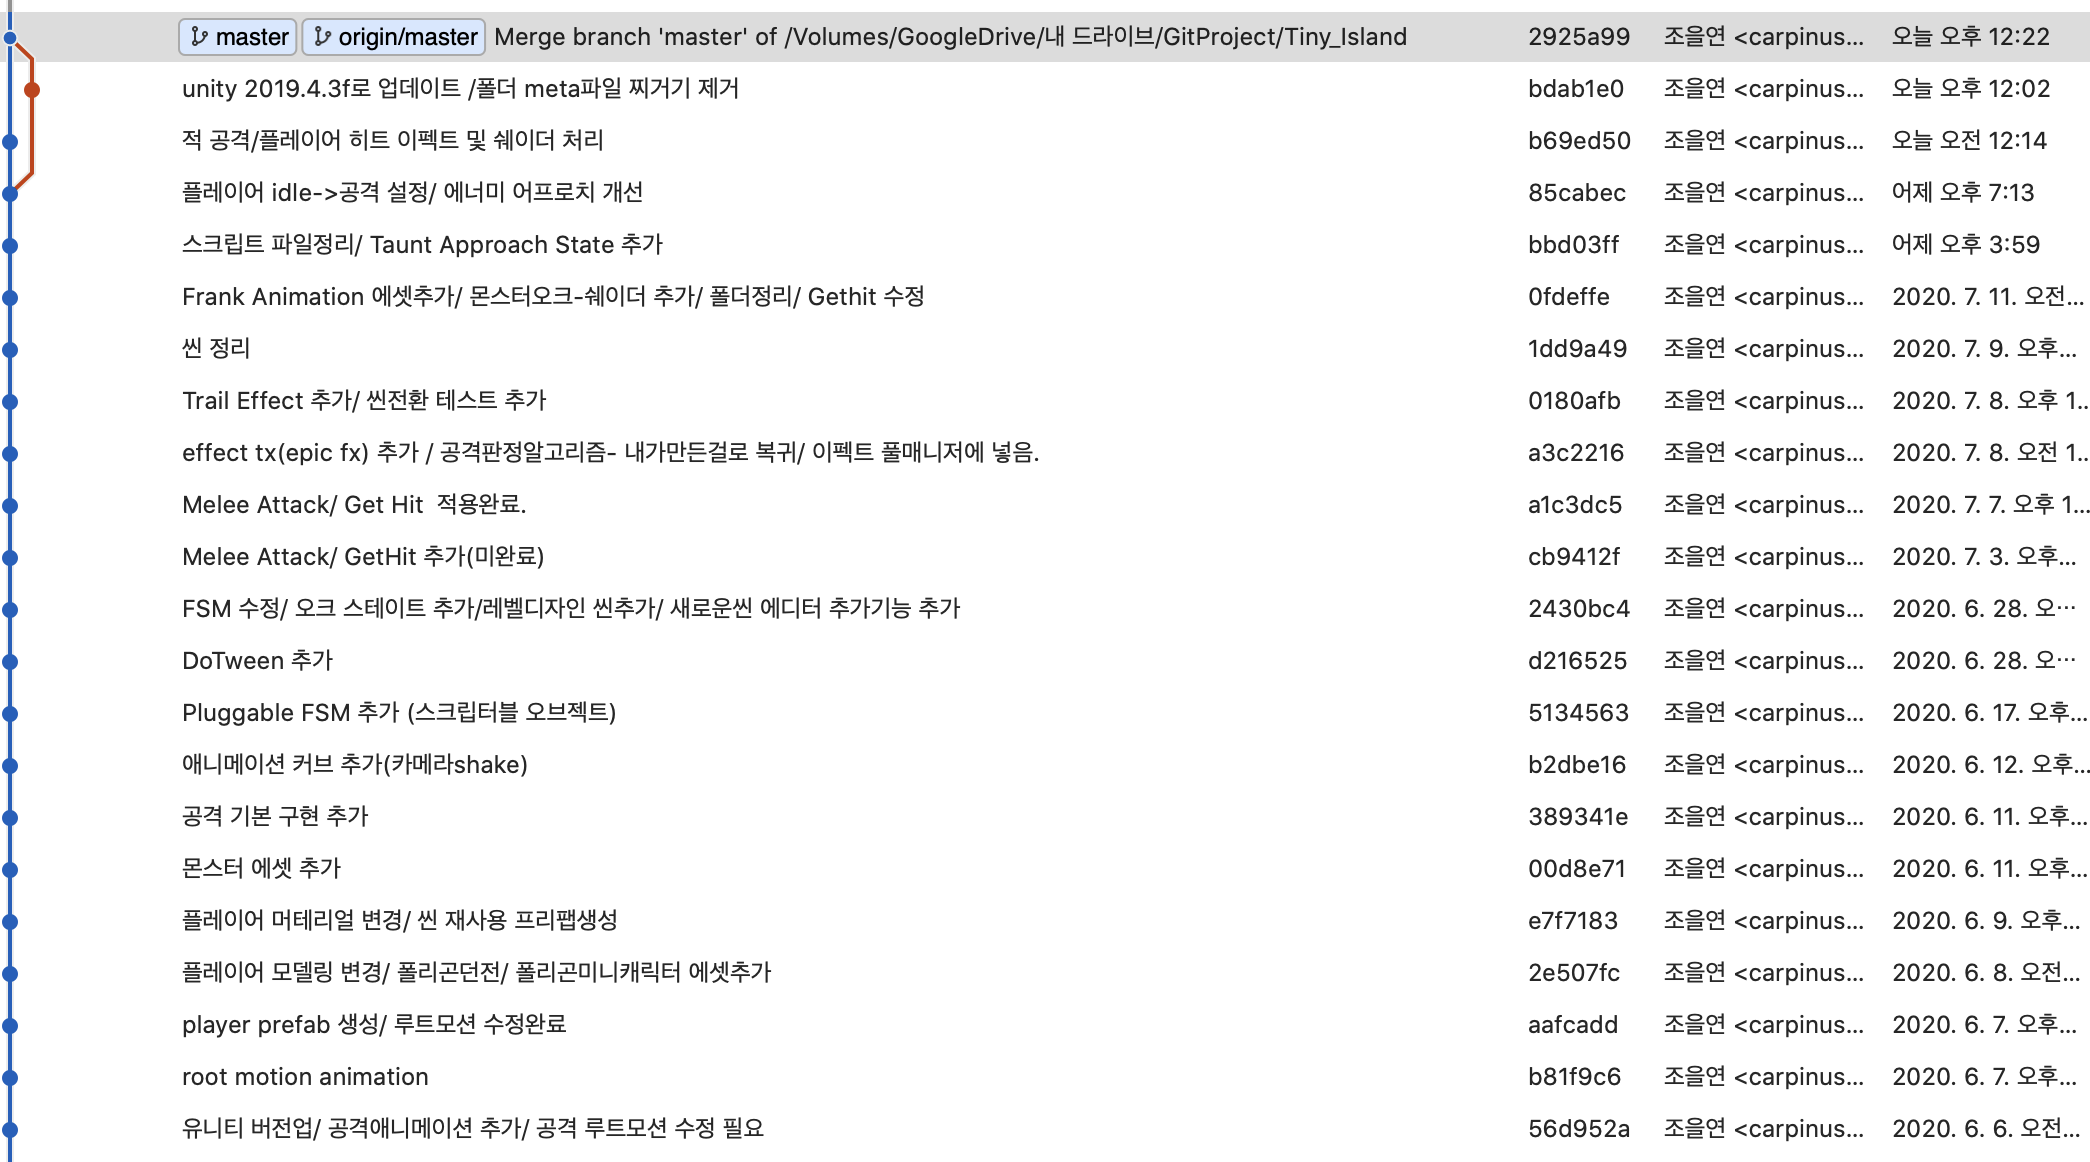 master origin/master Merge branch 'master' of /Volumes/GoogleDrive/내 드라이브/GitProject/Tiny_Island 2925a99 조을연 <carpinus... 오늘 오후 12:22
unity 2019.4.3f로 업데이트 /폴더 meta파일 찌거기 제거 bdab1e0 조을연 <carpinus... 오늘 오후 12:02
적 공격/플레이어 히트 이펙트 및 쉐이더 처리 b69ed50 조을연 <carpinus... 오늘 오전 12:14
플레이어 idle->공격 설정/ 에너미 어프로치 개선 85cabec 조을연 <carpinus... 어제 오후 7:13
스크립트 파일정리/ Taunt Approach State 추가 bbd03ff 조을연 <carpinus... 어제 오후 3:59
Frank Animation 에셋추가/ 몬스터오크-쉐이더 추가/ 폴더정리/ Gethit 수정 0fdeffe 조을연 <carpinus... 2020. 7. 11. 오전...
씬 정리 1dd9a49 조을연 <carpinus... 2020. 7. 9. 오후...
Trail Effect 추가/ 씬전환 테스트 추가 0180afb 조을연 <carpinus... 2020. 7. 8. 오후 1...
effect tx(epic fx) 추가 / 공격판정알고리즘- 내가만든걸로 복귀/ 이펙트 풀매니저에 넣음. a3c2216 조을연 <carpinus... 2020. 7. 8. 오전 1...
Melee Attack/ Get Hit  적용완료. a1c3dc5 조을연 <carpinus... 2020. 7. 7. 오후 1...
Melee Attack/ GetHit 추가(미완료) cb9412f 조을연 <carpinus... 2020. 7. 3. 오후...
FSM 수정/ 오크 스테이트 추가/레벨디자인 씬추가/ 새로운씬 에디터 추가기능 추가 2430bc4 조을연 <carpinus... 2020. 6. 28. 오...
DoTween 추가 d216525 조을연 <carpinus... 2020. 6. 28. 오...
Pluggable FSM 추가 (스크립터블 오브젝트) 5134563 조을연 <carpinus... 2020. 6. 17. 오후...
애니메이션 커브 추가(카메라shake) b2dbe16 조을연 <carpinus... 2020. 6. 12. 오후...
공격 기본 구현 추가 389341e 조을연 <carpinus... 2020. 6. 11. 오후...
몬스터 에셋 추가 00d8e71 조을연 <carpinus... 2020. 6. 11. 오후...
플레이어 머테리얼 변경/ 씬 재사용 프리팹생성 e7f7183 조을연 <carpinus... 2020. 6. 9. 오후...
플레이어 모델링 변경/ 폴리곤던전/ 폴리곤미니캐릭터 에셋추가 2e507fc 조을연 <carpinus... 2020. 6. 8. 오전...
player prefab 생성/ 루트모션 수정완료 aafcadd 조을연 <carpinus... 2020. 6. 7. 오후...
root motion animation b81f9c6 조을연 <carpinus... 2020. 6. 7. 오후...
유니티 버전업/ 공격애니메이션 추가/ 공격 루트모션 수정 필요 56d952a 조을연 <carpinus... 2020. 6. 6. 오전...